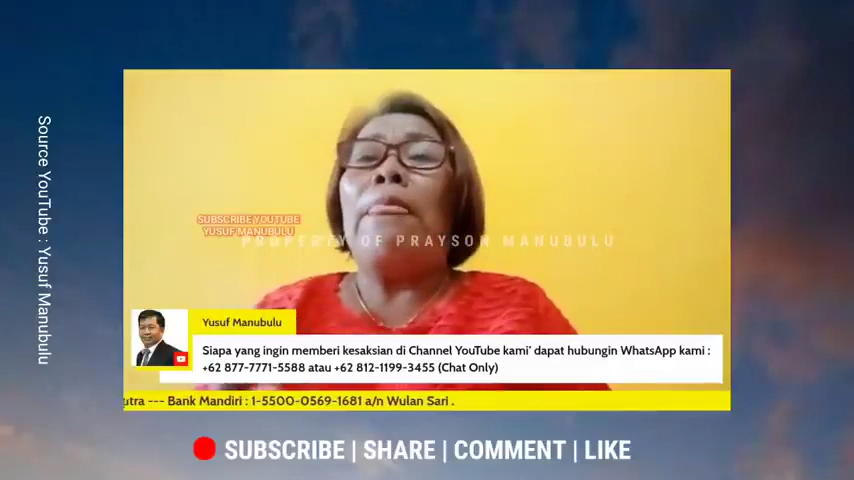 Source YouTube : Yusuf Manubulu
SUBSCRIBE YOUTUBE
YUSUF MANUBULU
PROPERTY OF PRAYSON MANUBULU
Yusuf Manubulu
Siapa yang ingin memberi kesaksian di Channel YouTube kami' dapat hubungin WhatsApp kami :
+62 877-7771-5588 atau +62 812-1199-3455 (Chat Only)
utra --- Bank Mandiri : 1-5500-0569-1681 a/n Wulan Sari .
SUBSCRIBE | SHARE | COMMENT | LIKE